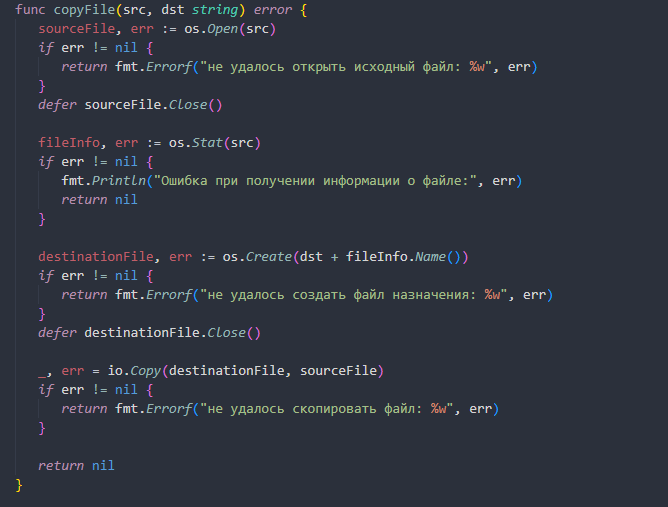 func copyFile(src, dst string) error {
sourceFile, err := os.Open(src)
if err != nil {
return fmt.Errorf("не удалось открыть исходный файл: %w", err)
}
defer sourceFile.Close()
fileInfo, err := os.Stat(src)
if err != nil {
fmt.Println("Ошибка при получении информации о файле:", err)
return nil
}
destinationFile, err := os.Create(dst + fileInfo.Name())
if err != nil {
return fmt.Errorf("не удалось создать файл назначения: %w", err)
}
defer destinationFile.Close()
_, err = io.Copy(destinationFile, sourceFile)
if err != nil {
return fmt.Errorf("не удалось скопировать файл: %w", err)
}
return nil
}